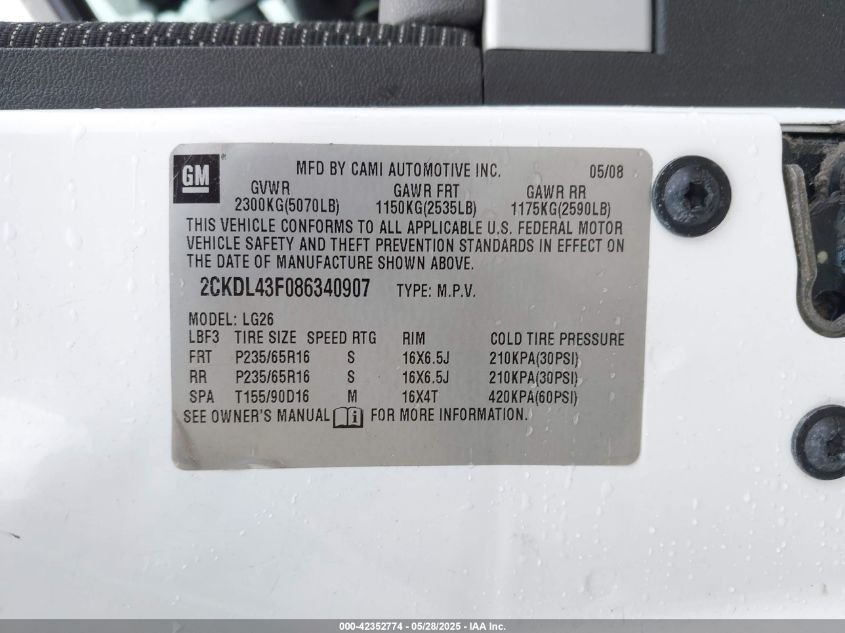 GM
MFD BY CAMI AUTOMOTIVE INC. 05/08
GVWR GAWR FRT GAWR RR
2300KG(5070LB) 1150KG(2535LB) 1175KG(2590LB)
THIS VEHICLE CONFORMS TO ALL APPLICABLE U.S. FEDERAL MOTOR
VEHICLE SAFETY AND THEFT PREVENTION STANDARDS IN EFFECT ON
THE DATE OF MANUFACTURE SHOWN ABOVE.
2CKDL43F086340907 TYPE: M.P.V.
MODEL: LG26
LBF3 TIRE SIZE SPEED RTG RIM COLD TIRE PRESSURE
FRT P235/65R16 S 16X6.5J 210KPA(30PSI)
RR P235/65R16 S 16X6.5J 210KPA(30PSI)
SPA T155/90D16 M 16X4T 420KPA(60PSI)
SEE OWNER'S MANUAL i FOR MORE INFORMATION.
000-42352774 - 05/28/2025 - IAA Inc.